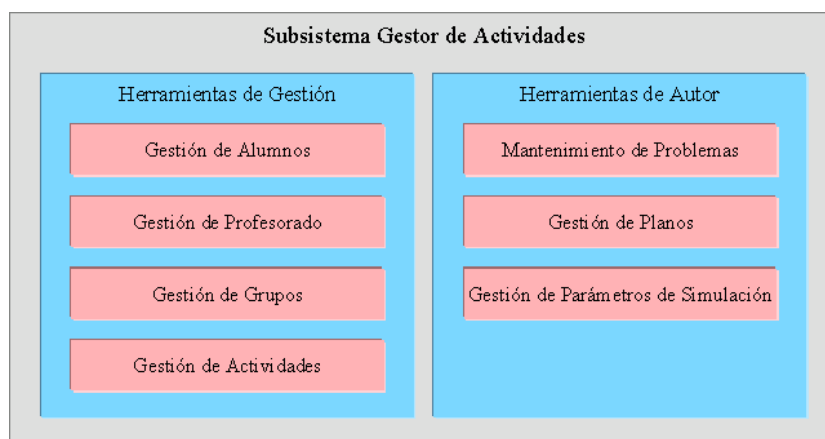 Subsistema Gestor de Actividades
Herramientas de Gestión
Gestión de Alumnos
Gestión de Profesorado
Gestión de Grupos
Gestión de Actividades
Herramientas de Autor
Mantenimiento de Problemas
Gestión de Planos
Gestión de Parámetros de Simulación